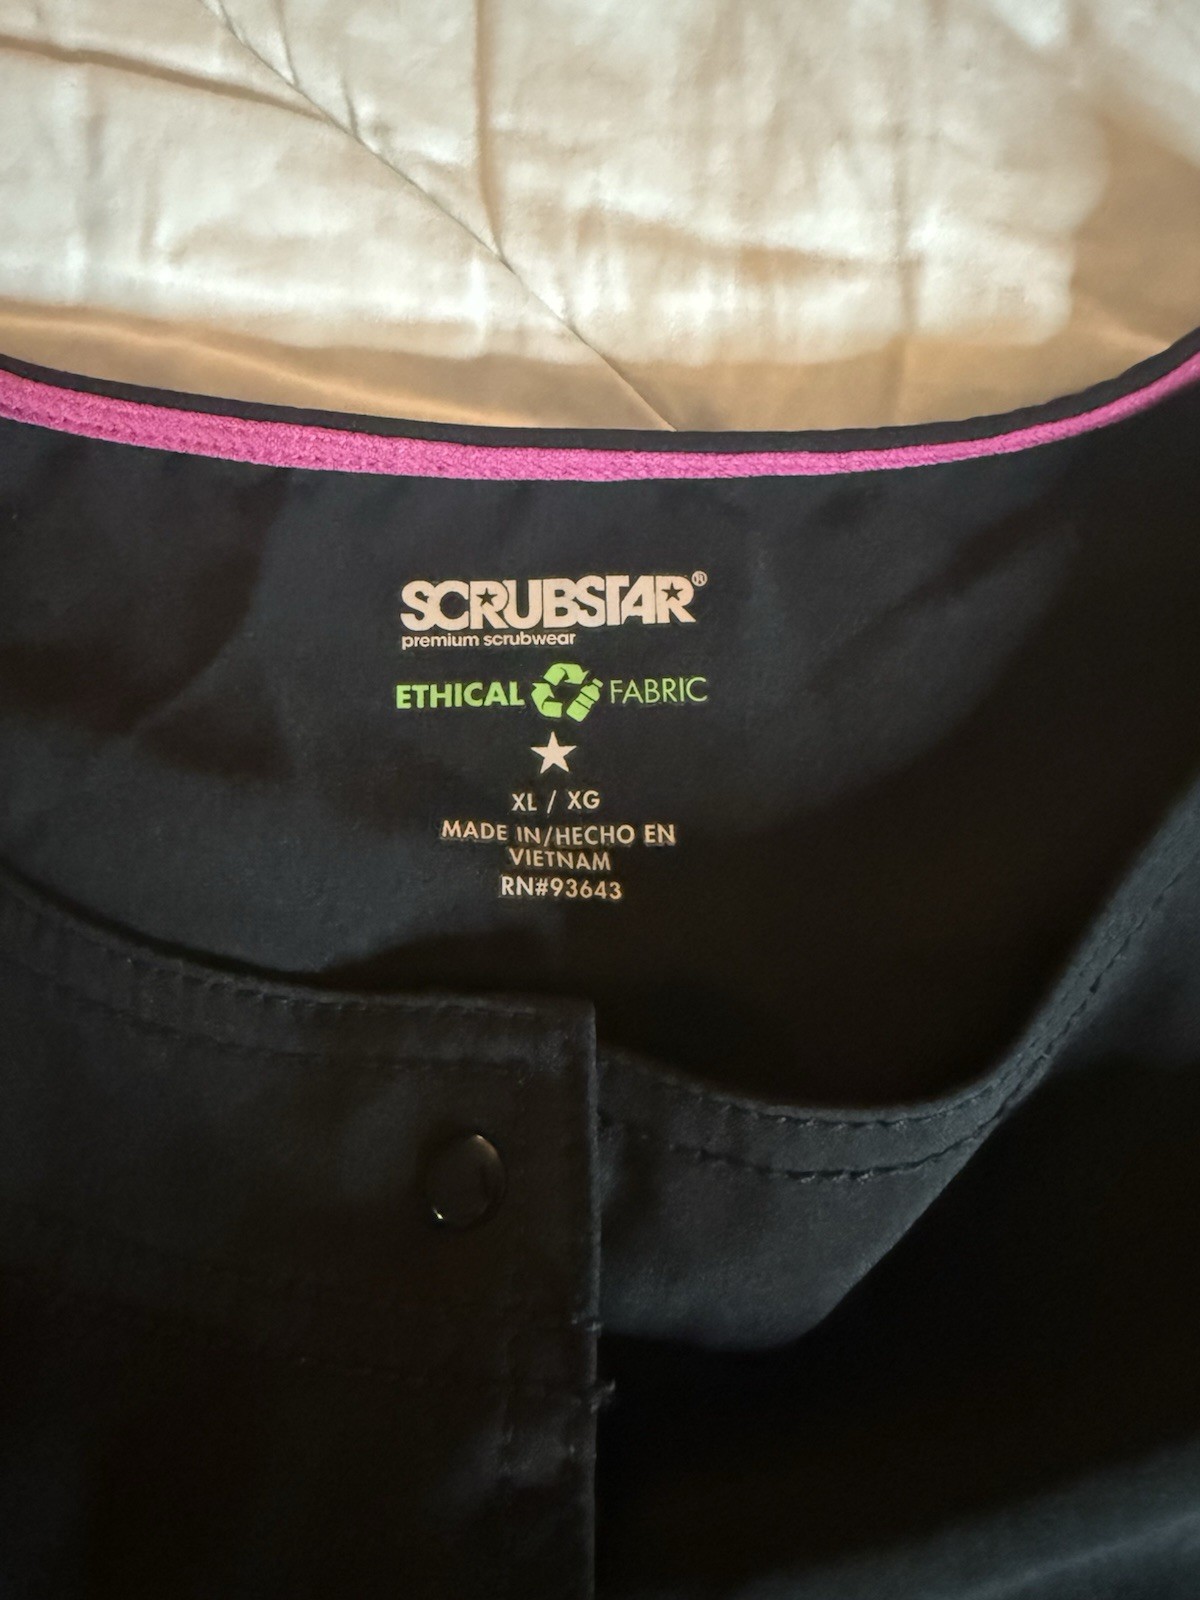 SCRUBSTAR®
premium scrubwear
ETHICAL FABRIC
XL / XG
MADE IN/HECHO EN
VIETNAM
RN#93643